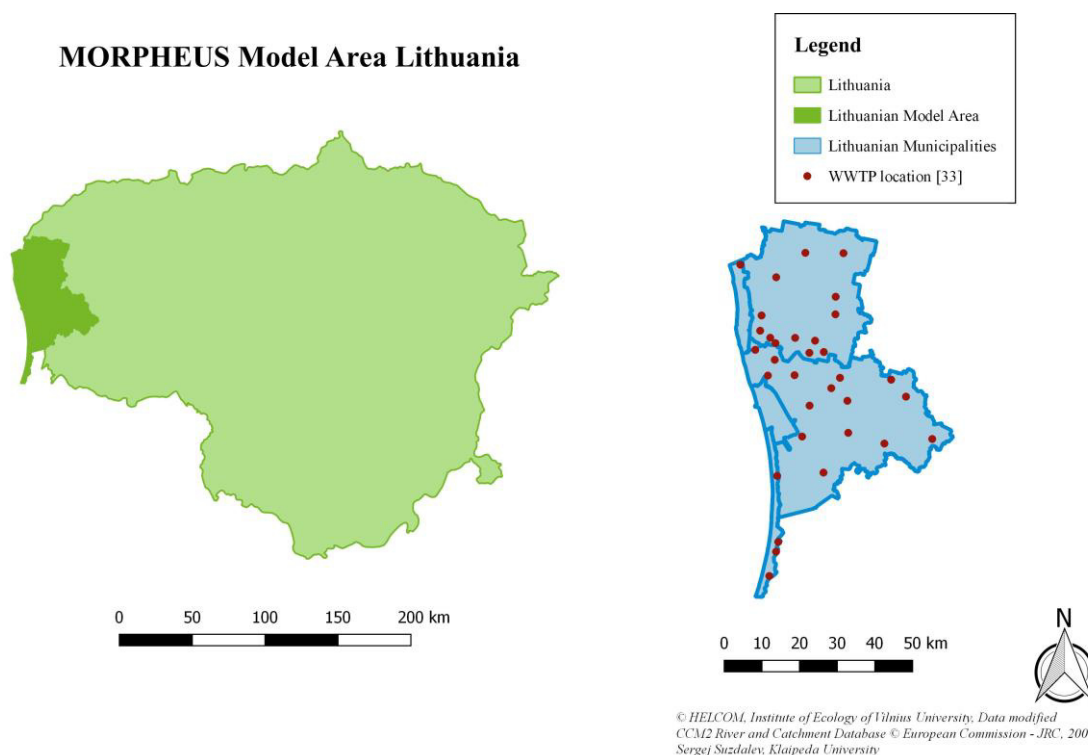 MORPHEUS Model Area Lithuania
Legend
Lithuania
Lithuanian Model Area
Lithuanian Municipalities
WWTP location [33]
0 50 100 150 200 km
0 10 20 30 40 50 km
N
© HELCOM, Institute of Ecology of Vilnius University, Data modified
CCM2 River and Catchment Database © European Commission - JRC, 200
Sergej Suzdalev, Klaipeda University